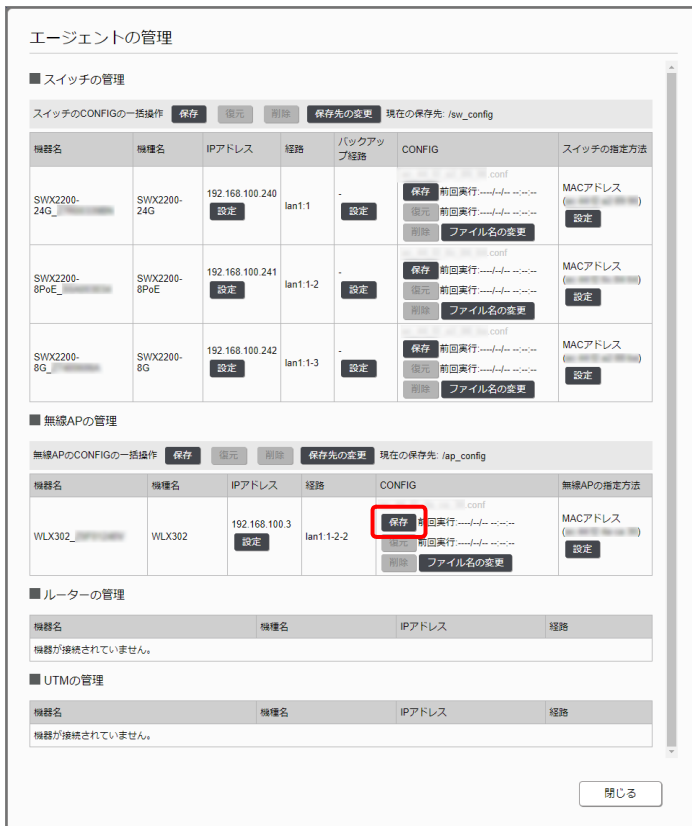 エージェントの管理
■ スイッチの管理
スイッチのCONFIGの一括操作 保存 復元 削除 保存先の変更 現在の保存先: /sw_config
機器名 機種名 IPアドレス 経路 バックアップ経路 CONFIG スイッチの指定方法
.conf
SWX2200-24G_ SWX2200-24G 192.168.100.240 設定 lan1:1 - 設定 保存 前回実行:----/--/-- --:--:-- MACアドレス
復元 前回実行:----/--/-- --:--:-- ( )
削除 ファイル名の変更 設定
.conf
SWX2200-8PoE_ SWX2200-8PoE 192.168.100.241 設定 lan1:1-2 - 設定 保存 前回実行:----/--/-- --:--:-- MACアドレス
復元 前回実行:----/--/-- --:--:-- ( )
削除 ファイル名の変更 設定
.conf
SWX2200-8G_ SWX2200-8G 192.168.100.242 設定 lan1:1-3 - 設定 保存 前回実行:----/--/-- --:--:-- MACアドレス
復元 前回実行:----/--/-- --:--:-- ( )
削除 ファイル名の変更 設定
■ 無線APの管理
無線APのCONFIGの一括操作 保存 復元 削除 保存先の変更 現在の保存先: /ap_config
機器名 機種名 IPアドレス 経路 CONFIG 無線APの指定方法
.conf
WLX302_ WLX302 192.168.100.3 設定 lan1:1-2-2 保存 前回実行:----/--/-- --:--:-- MACアドレス
復元 前回実行:----/--/-- --:--:-- ( )
削除 ファイル名の変更 設定
■ ルーターの管理
機器名 機種名 IPアドレス 経路
機器が接続されていません。
■ UTMの管理
機器名 機種名 IPアドレス 経路
機器が接続されていません。
閉じる